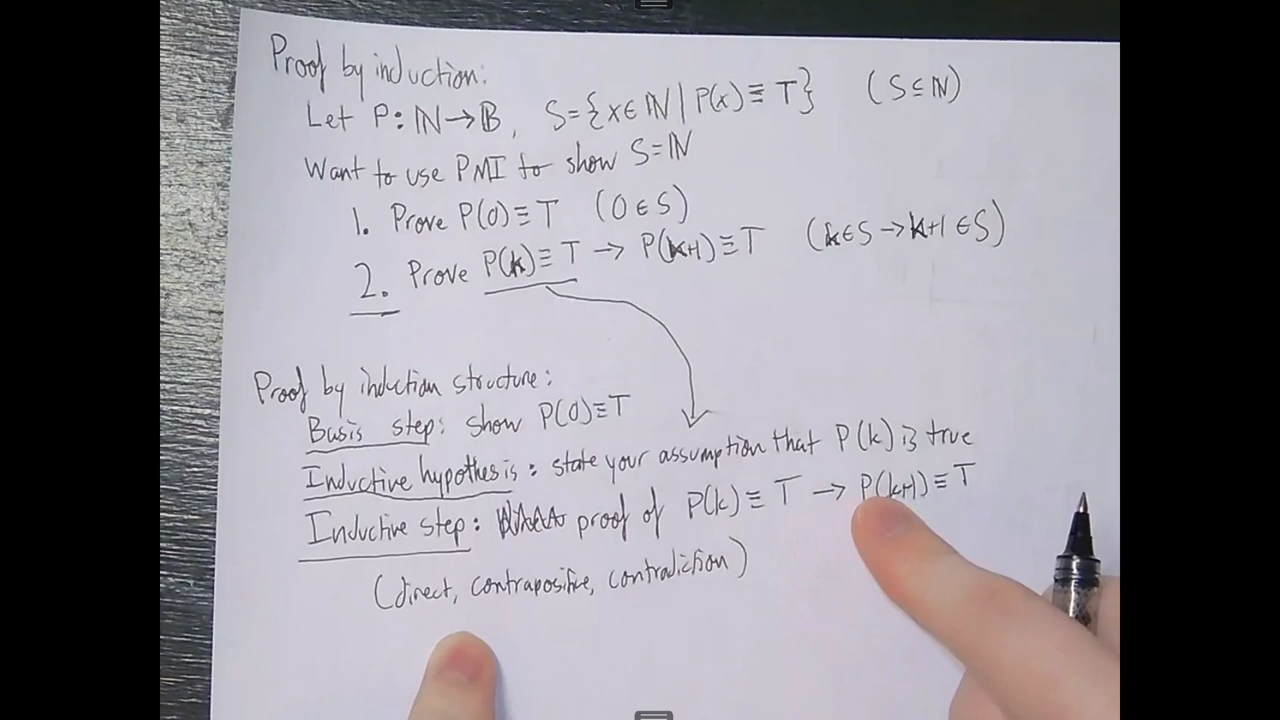 Proof by induction:
Let P: ℕ→𝔹, S={x∈ℕ | P(x)≡T} (S⊆ℕ)
Want to use PMI to show S=ℕ
1. Prove P(0)≡T (0∈S)
2. Prove P(k)≡T → P(k+1)≡T (k∈S→k+1∈S)
Proof by induction structure:
Basis step: show P(0)≡T
Inductive hypothesis: state your assumption that P(k) is true
Inductive step: proof of P(k)≡T → P(k+1)≡T
(direct, contrapositive, contradiction)